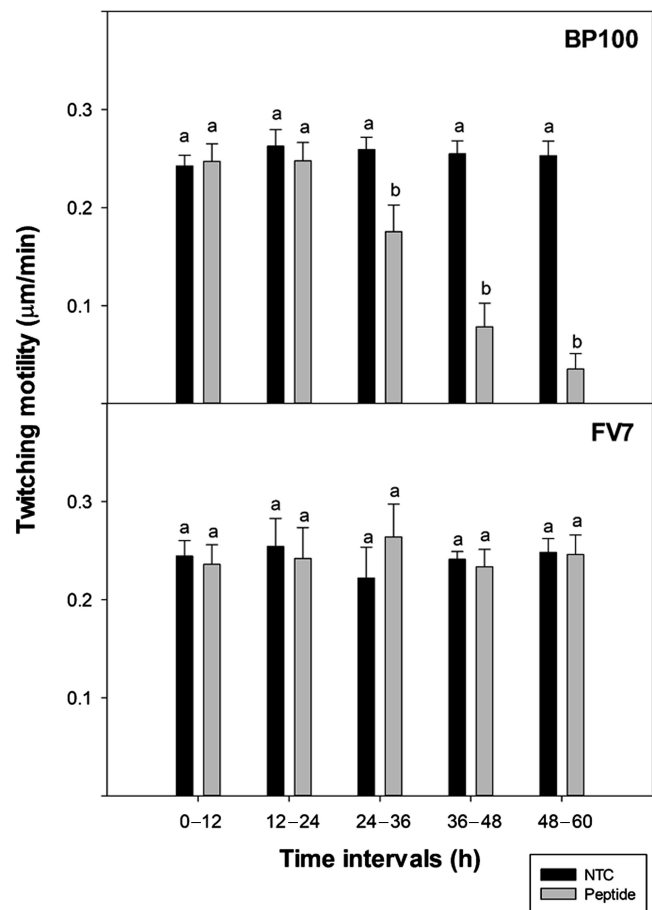 BP100
0.3
0.2
0.1
a a a a a b a b a b
FV7
0.3
0.2
0.1
a a a a a a a a a a
0–12 12–24 24–36 36–48 48–60
Time intervals (h)
Twitching motility (μm/min)
NTC
Peptide